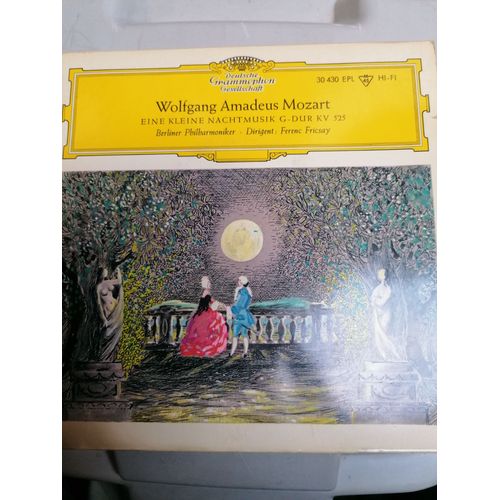 Deutsche
Grammophon
Gesellschaft
30 430 EPL M 45 HI-FI
Wolfgang Amadeus Mozart
EINE KLEINE NACHTMUSIK G-DUR KV 525
Berliner Philharmoniker · Dirigent: Ferenc Fricsay